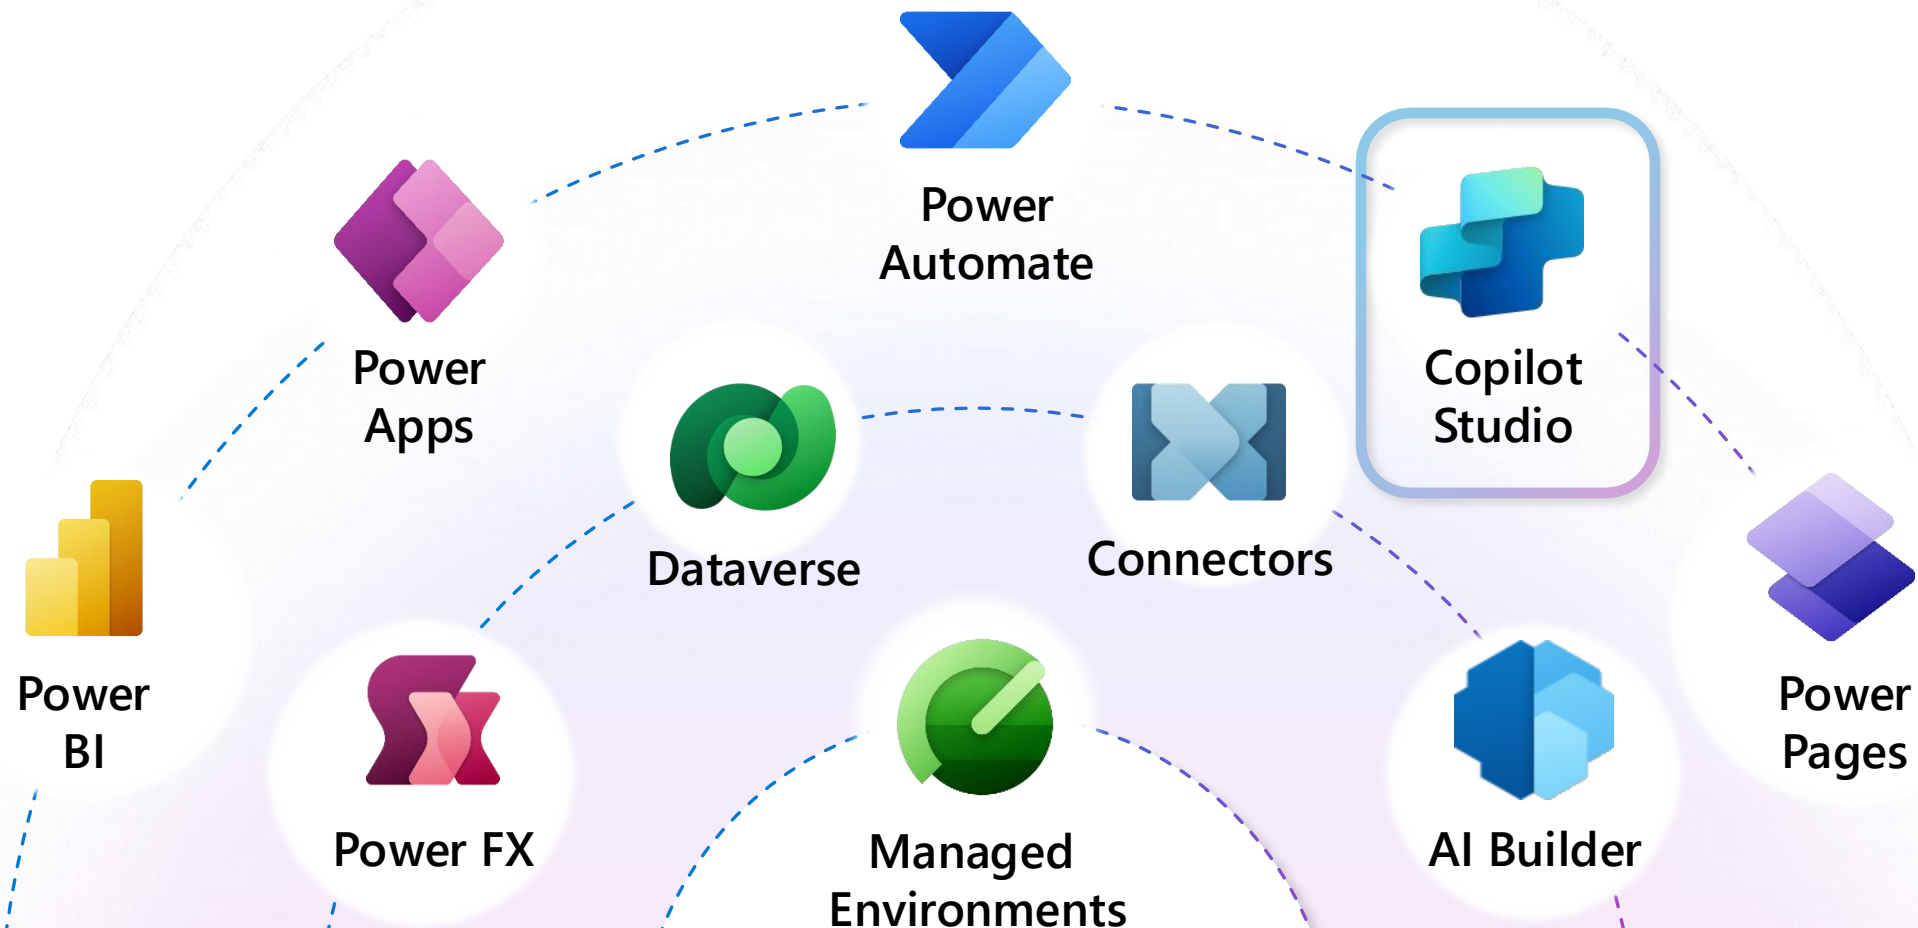 Power
Automate
Power
Apps
Copilot
Studio
Dataverse
Connectors
Power
BI
Power
Pages
Power FX
Managed
Environments
AI Builder